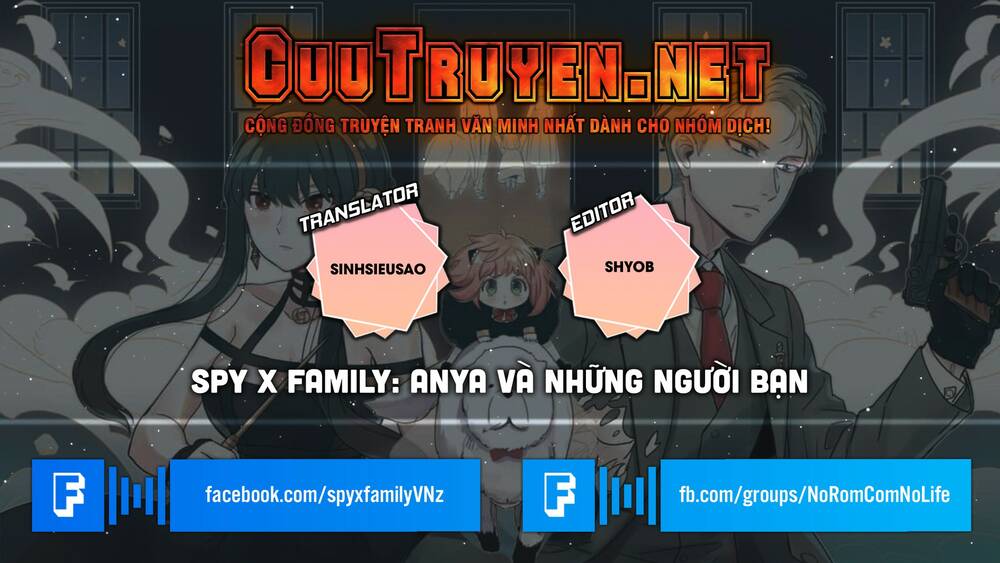 CUUTRUYEN.NET
CỘNG ĐỒNG TRUYỆN TRANH VĂN MINH NHẤT DÀNH CHO NHÓM DỊCH!
TRANSLATOR
SINHSIEUSAO
EDITOR
SHYOB
SPY X FAMILY: ANYA VÀ NHỮNG NGƯỜI BẠN
F
facebook.com/spyxfamilyVNz
F
fb.com/groups/NoRomComNoLife